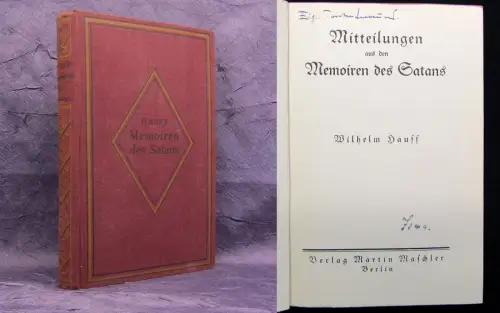 Hauff
Memoiren
des Satans
Mitteilungen
aus den
Memoiren des Satans
Wilhelm Hauff
Verlag Martin Maschler
Berlin